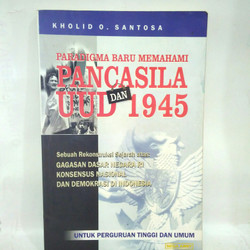 KHOLID O. SANTOSA
PARADIGMA BARU MEMAHAMI
PANCASILA
DAN
UUD 1945
Sebuah Rekonstruksi Sejarah atas
GAGASAN DASAR NEGARA RI
KONSENSUS NASIONAL
DAN DEMOKRASI DI INDONESIA
UNTUK PERGURUAN TINGGI DAN UMUM